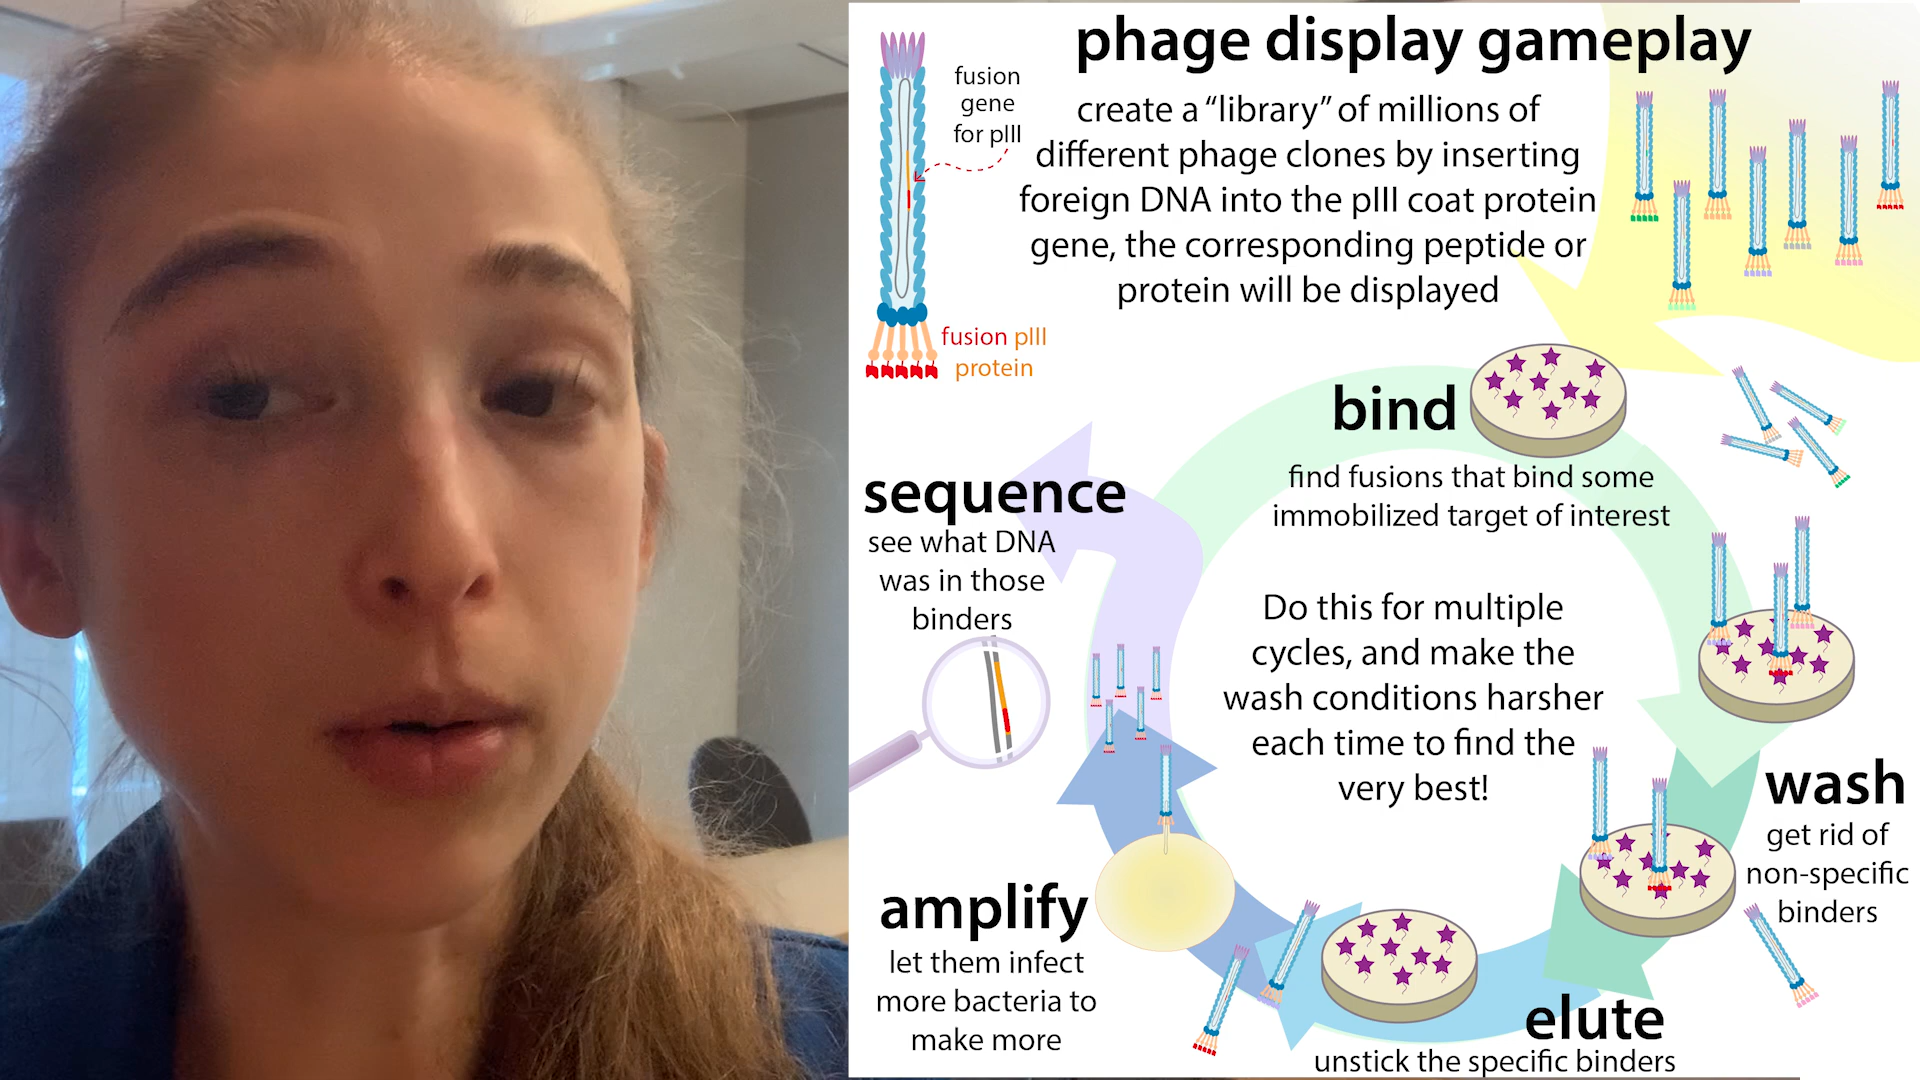 phage display gameplay
fusion
gene
for pIII
create a “library” of millions of
different phage clones by inserting
foreign DNA into the pIII coat protein
gene, the corresponding peptide or
protein will be displayed
fusion pIII
protein
bind
find fusions that bind some
immobilized target of interest
sequence
see what DNA
was in those
binders
Do this for multiple
cycles, and make the
wash conditions harsher
each time to find the
very best!
wash
get rid of
non-specific
binders
amplify
let them infect
more bacteria to
make more
elute
unstick the specific binders